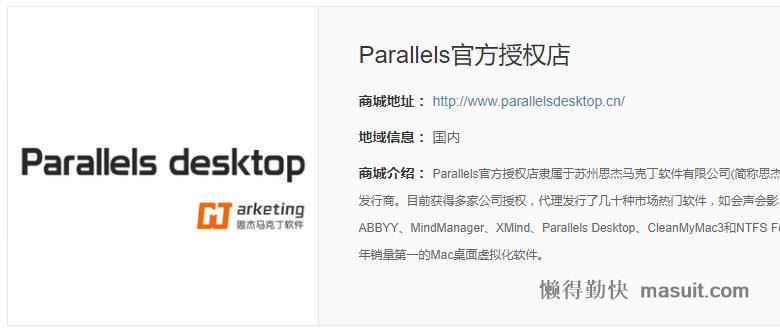 Parallels desktop
arketing
思杰马克丁软件
Parallels官方授权店
商城地址： http://www.parallelsdesktop.cn/
地域信息： 国内
商城介绍： Parallels官方授权店隶属于苏州思杰马克丁软件有限公司(简称思杰
发行商。目前获得多家公司授权，代理发行了几十种市场热门软件，如会声会影、
ABBYY、MindManager、XMind、Parallels Desktop、CleanMyMac3和NTFS Fo
年销量第一的Mac桌面虚拟化软件。
懒得勤快 masuit.com